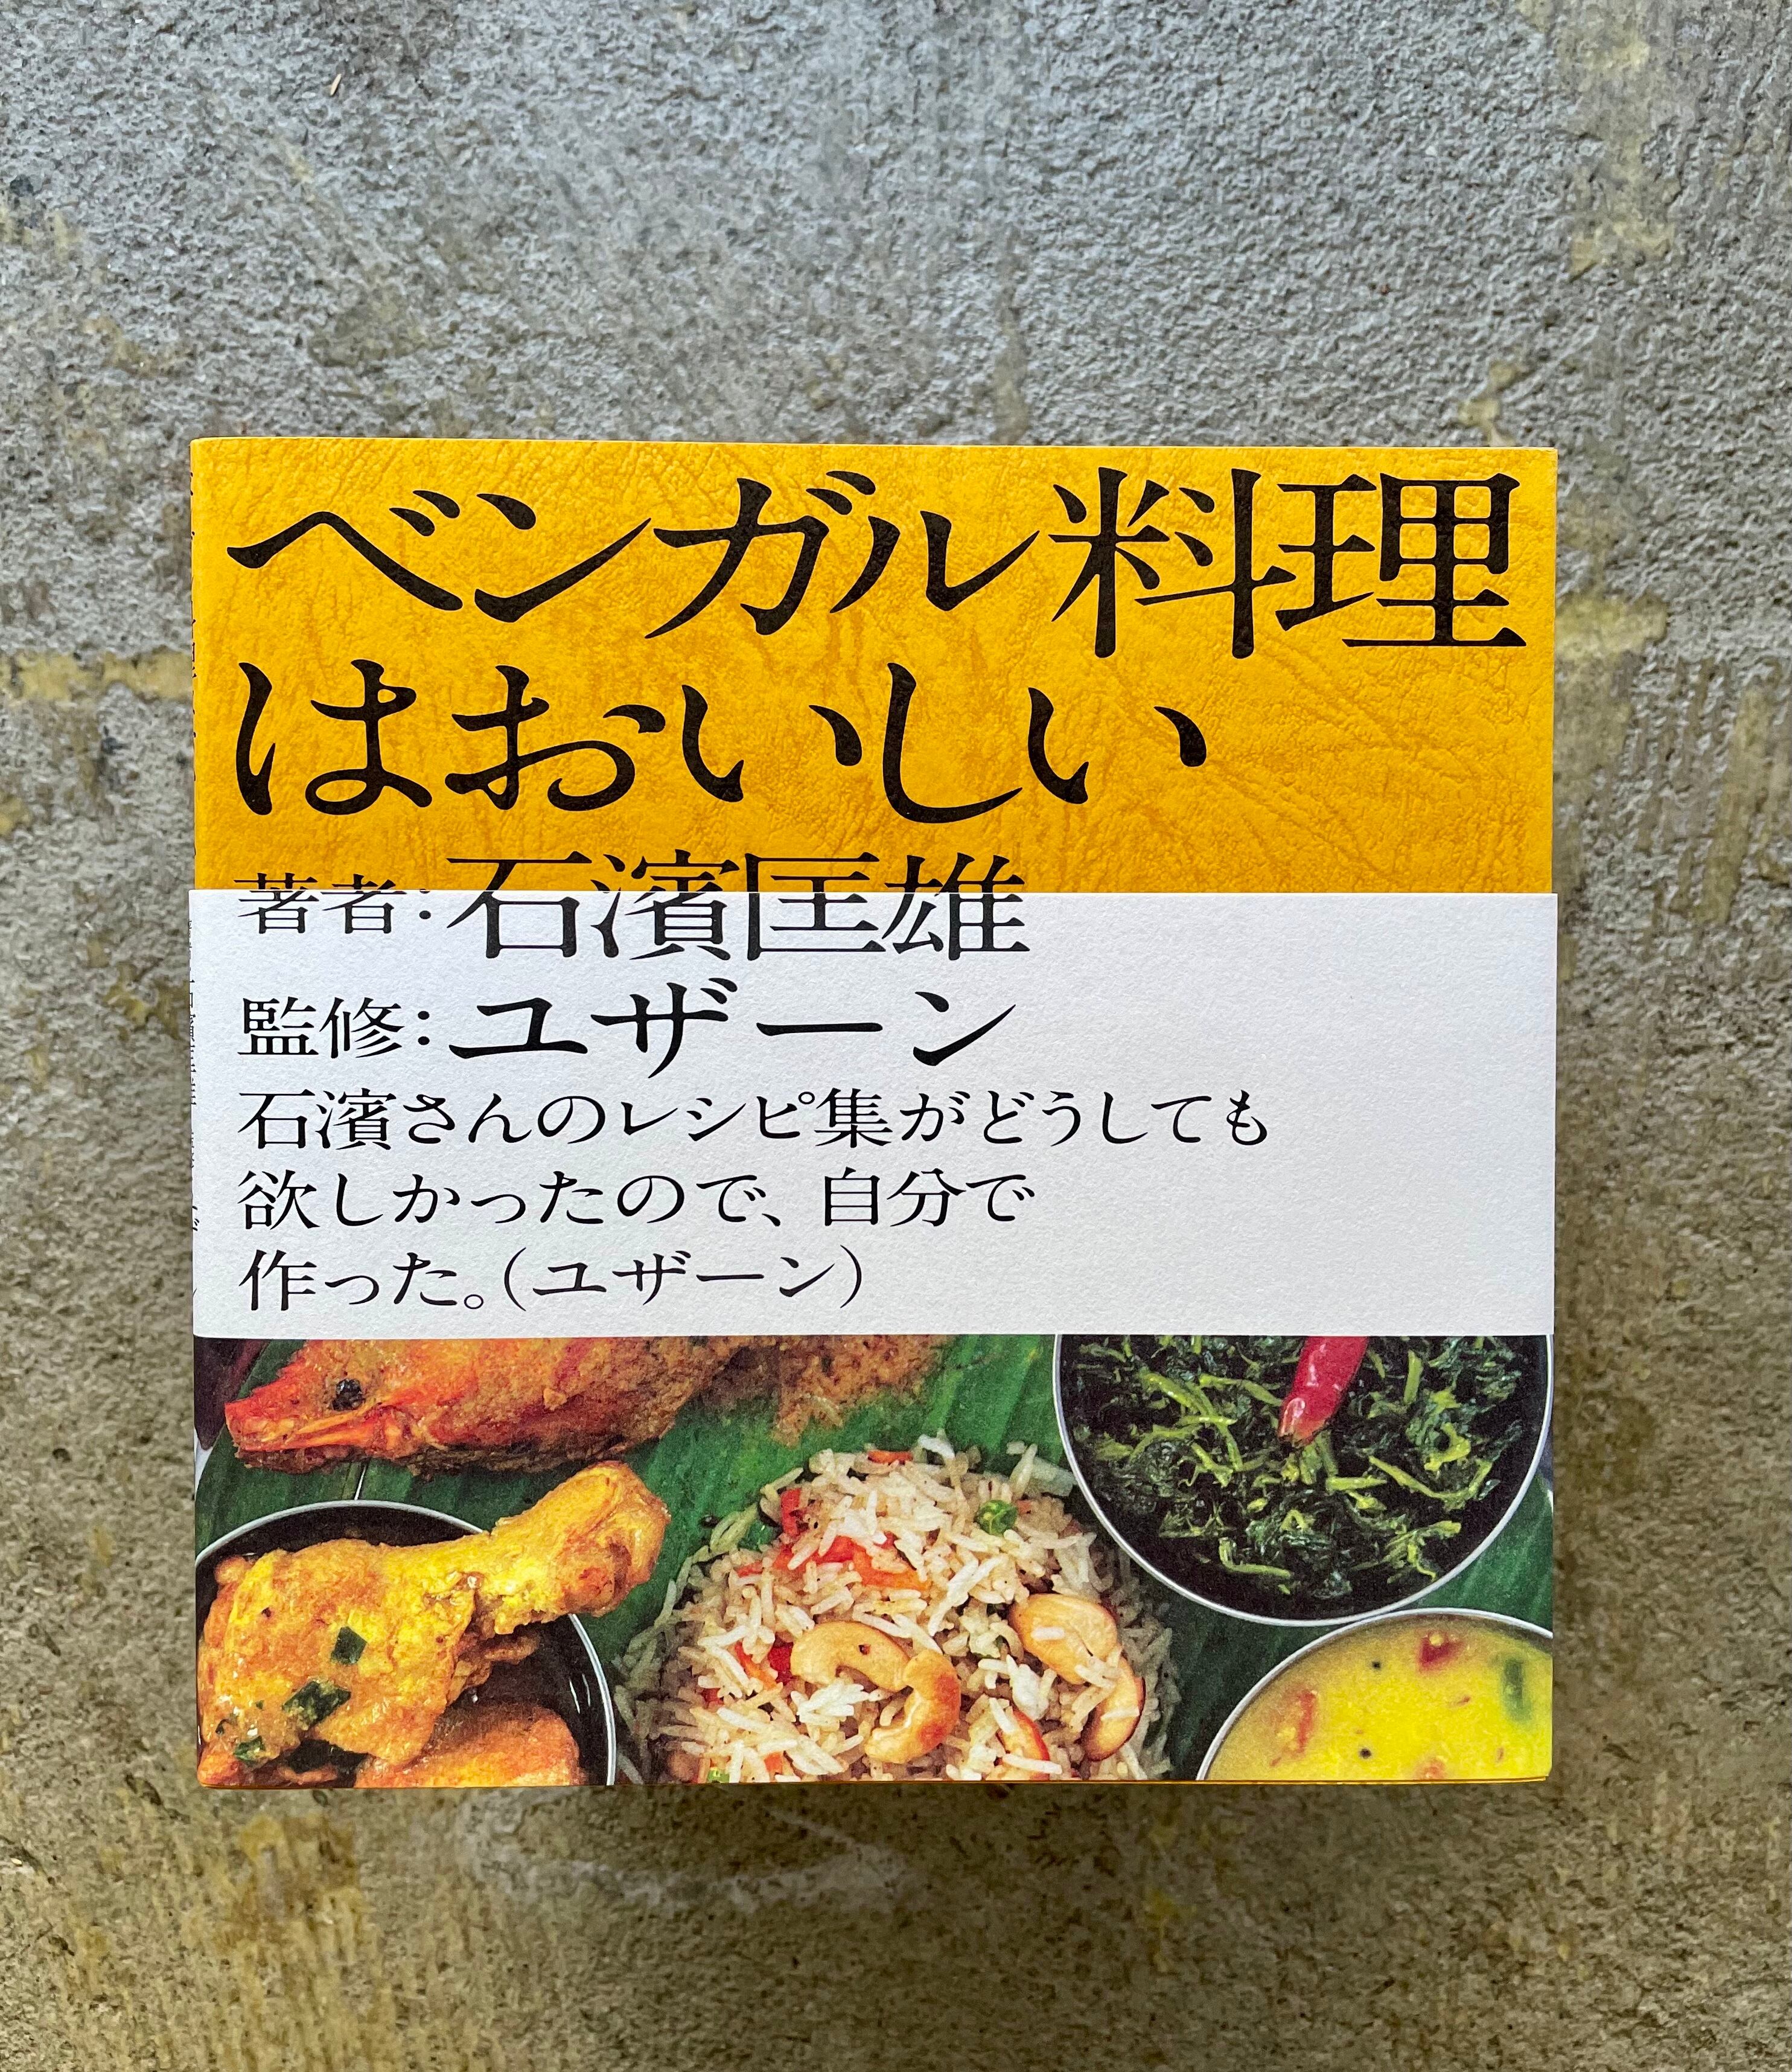 ベンガル料理
はおいしい
著者:石濱匡雄
監修:ユザーン
石濱さんのレシピ集がどうしても
欲しかったので、自分で
作った。(ユザーン)